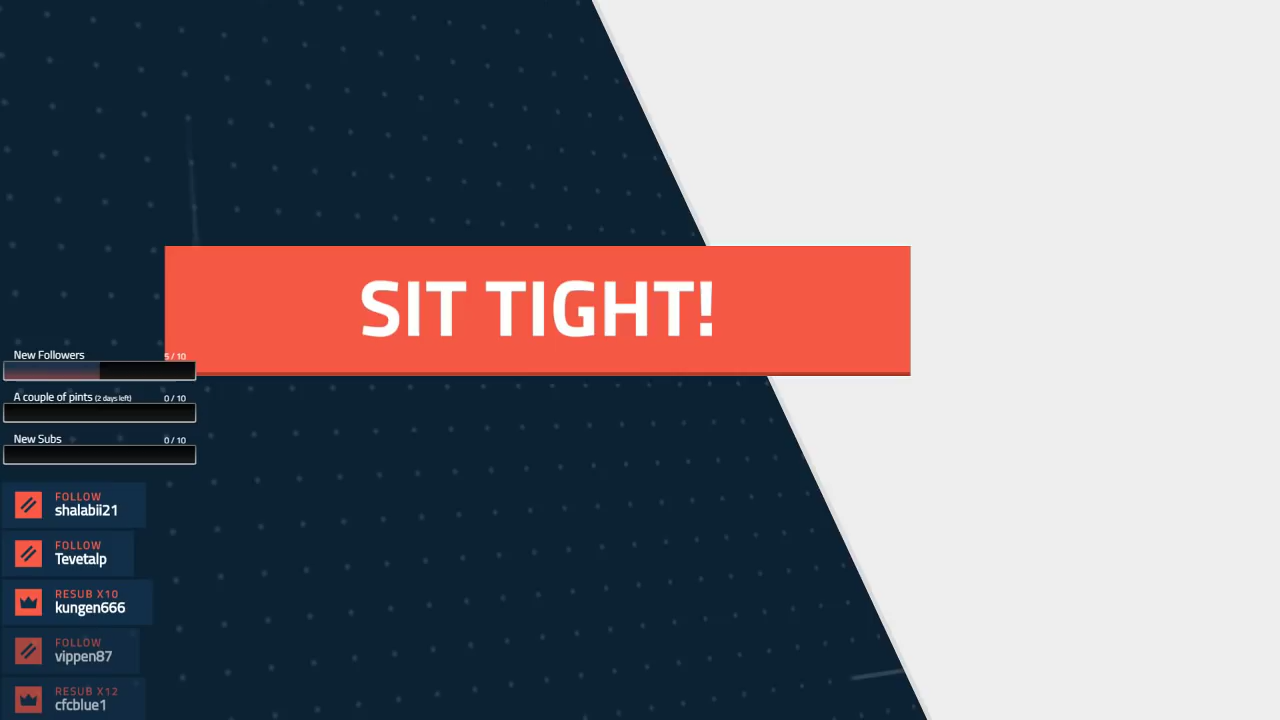 SIT TIGHT!
New Followers 5 / 10
A couple of pints (2 days left) 0 / 10
New Subs 0 / 10
FOLLOW
shalabii21
FOLLOW
Tevetalp
RESUB X10
kungen666
FOLLOW
vippen87
RESUB X12
cfcblue1